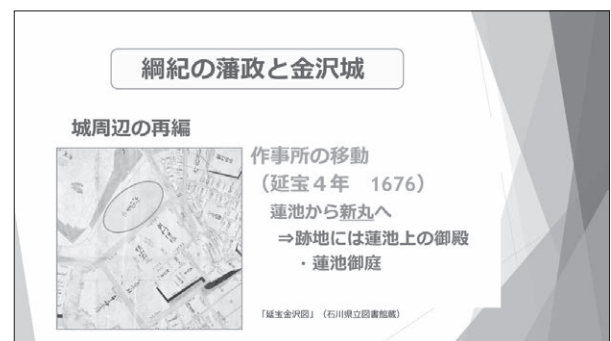 綱紀の藩政と金沢城
城周辺の再編
作事所の移動
（延宝４年　1676）
蓮池から新丸へ
⇒跡地には蓮池上の御殿
・蓮池御庭
「延宝金沢図」（石川県立図書館蔵）